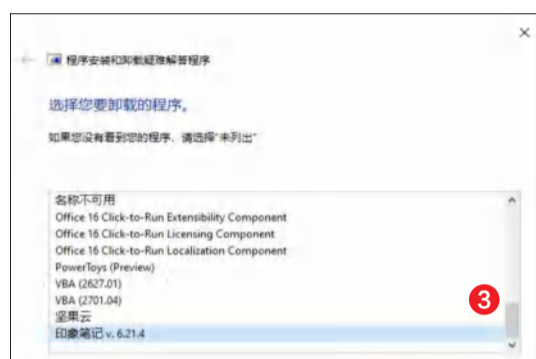 程序安装和卸载疑难解答程序
选择您要卸载的程序。
如果您没有看到您的程序，请选择"未列出"
名称不可用
Office 16 Click-to-Run Extensibility Component
Office 16 Click-to-Run Licensing Component
Office 16 Click-to-Run Localization Component
PowerToys (Preview)
VBA (2627.01)
VBA (2701.04)
3
坚果云
印象笔记 v. 6.21.4